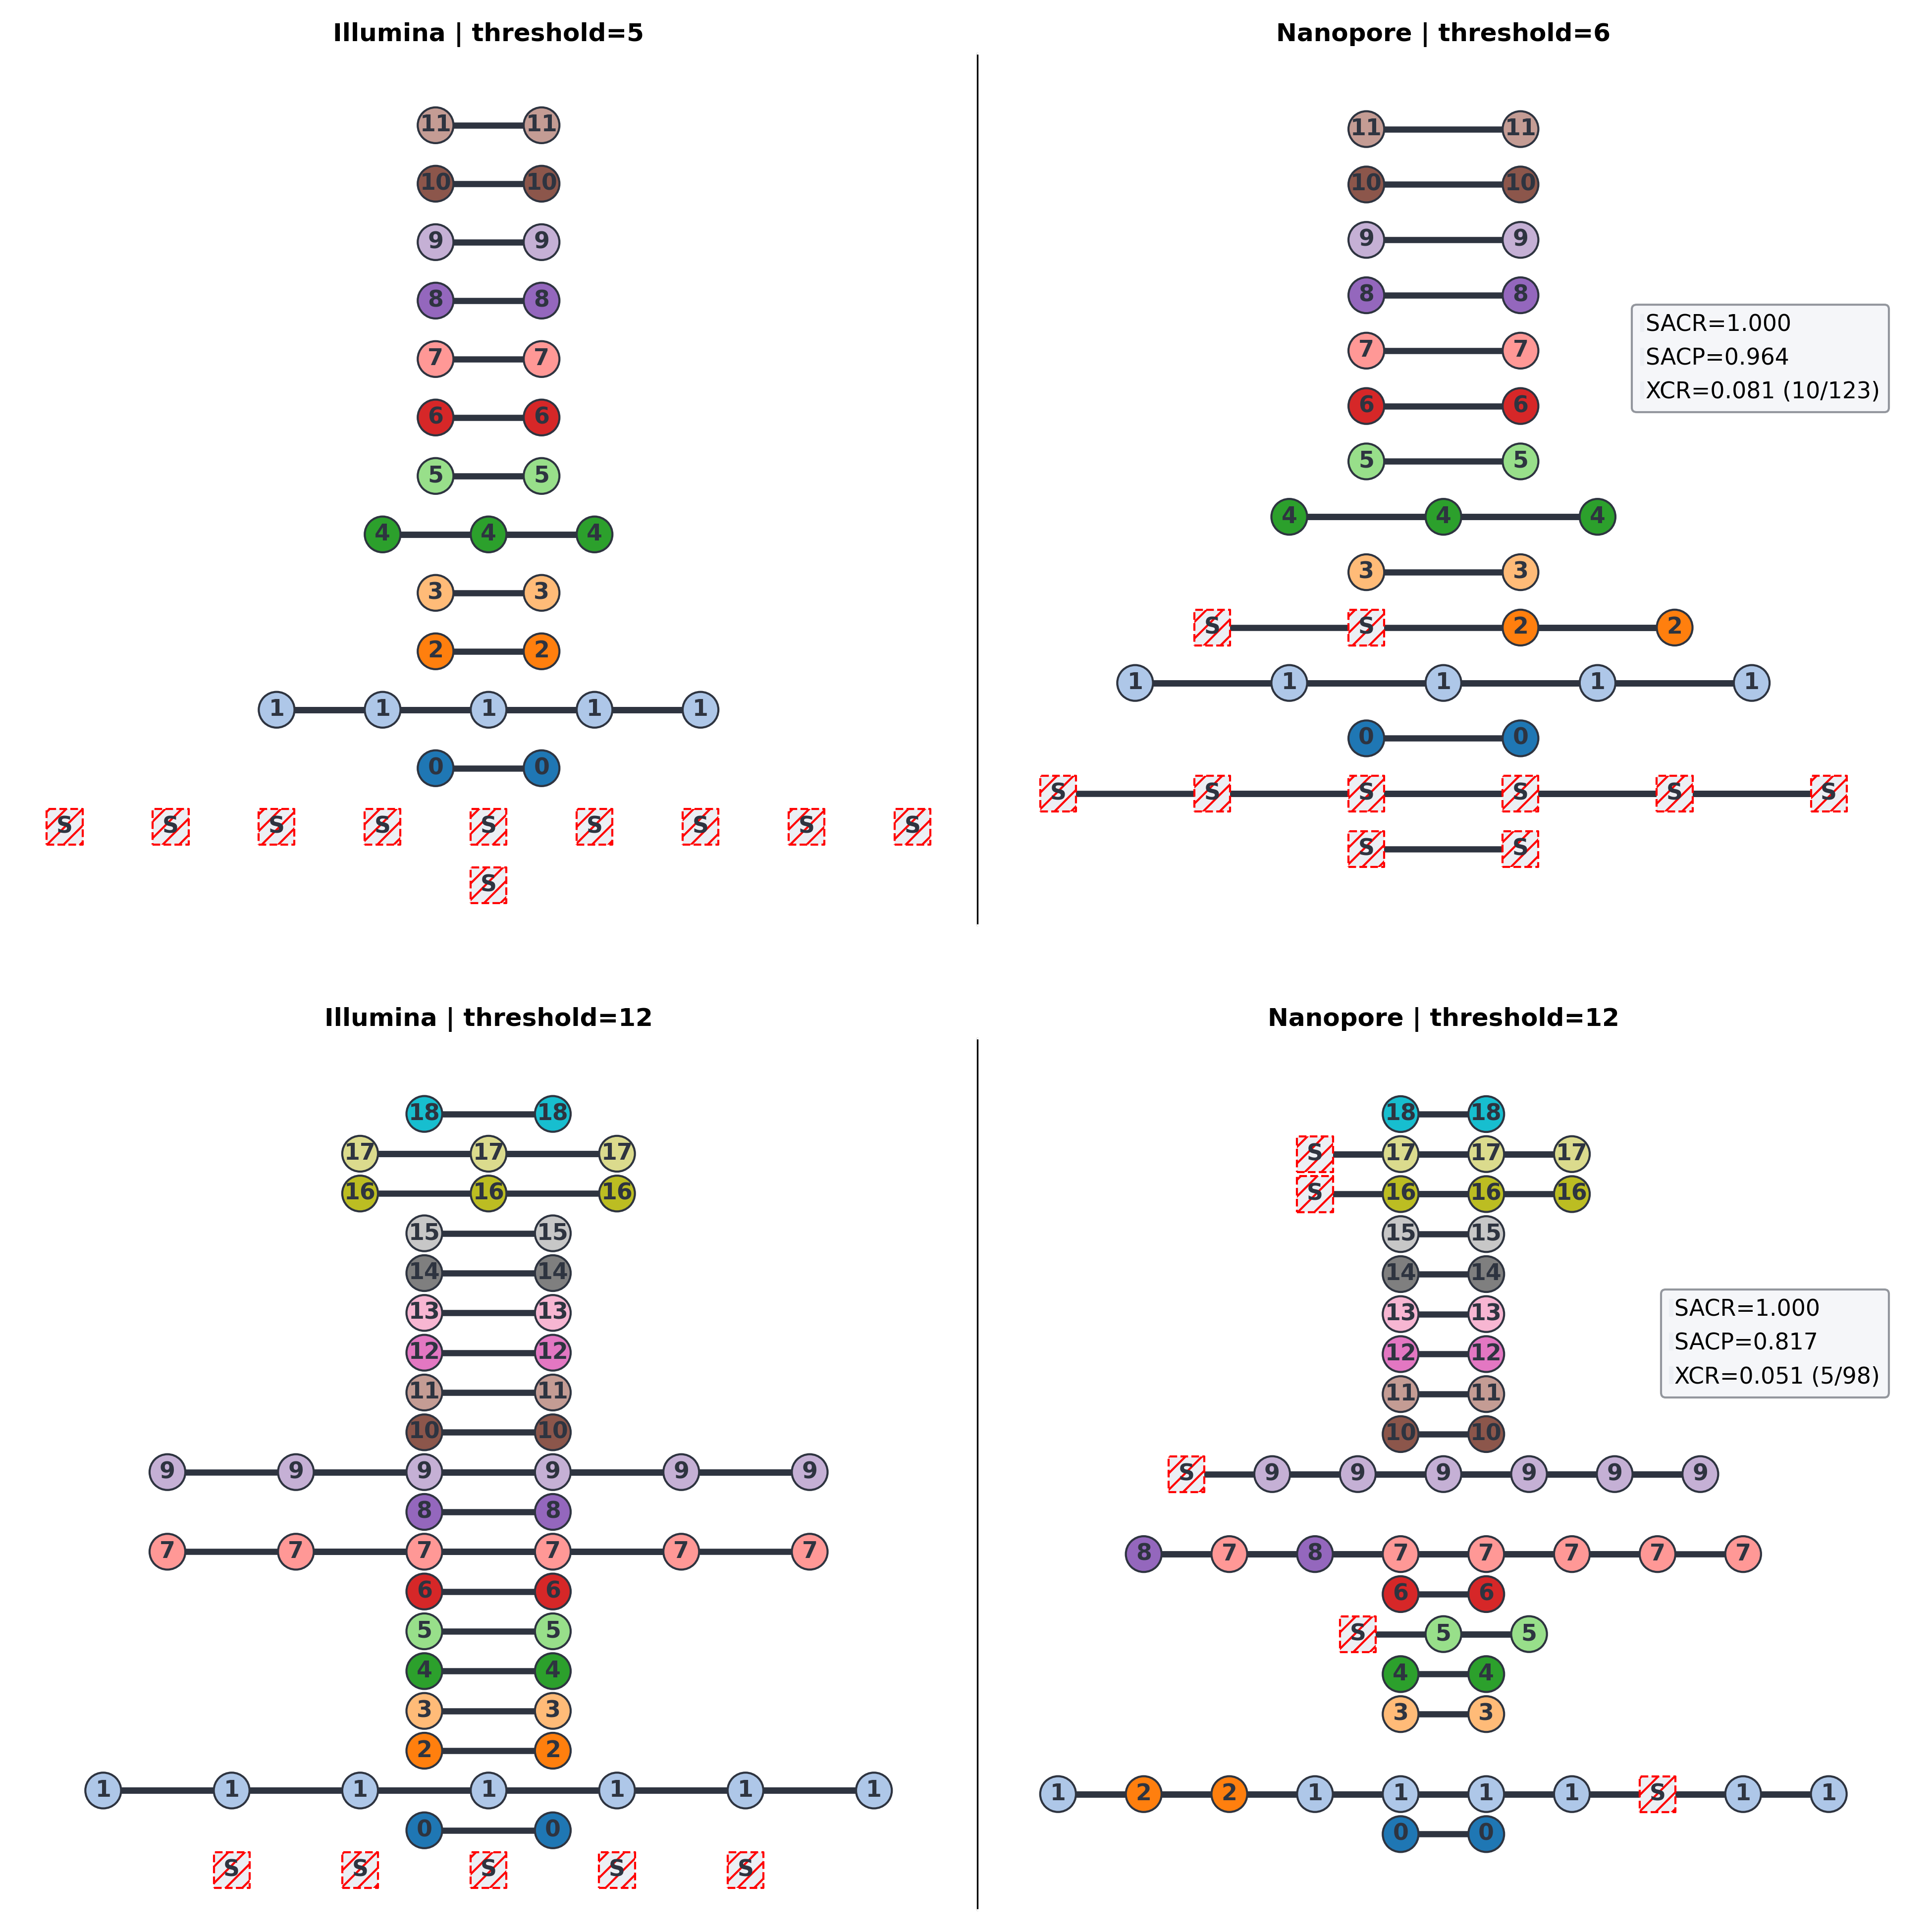 Illumina | threshold=5
11 11
10 10
9 9
8 8
7 7
6 6
5 5
4 4 4
3 3
2 2
1 1 1 1 1
0 0
S S S S S S S S S
S
Nanopore | threshold=6
11 11
10 10
9 9
8 8
SACR=1.000
SACP=0.964
XCR=0.081 (10/123)
7 7
6 6
5 5
4 4 4
3 3
S S 2 2
1 1 1 1 1
0 0
S S S S S S
S S
Illumina | threshold=12
18 18
17 17 17
16 16 16
15 15
14 14
13 13
12 12
11 11
10 10
9 9 9 9 9 9
8 8
7 7 7 7 7 7
6 6
5 5
4 4
3 3
2 2
1 1 1 1 1 1 1
0 0
S S S S S
Nanopore | threshold=12
18 18
S 17 17 17
S 16 16 16
15 15
14 14
13 13
12 12
11 11
10 10
SACR=1.000
SACP=0.817
XCR=0.051 (5/98)
S 9 9 9 9 9 9
8 7 8 7 7 7 7 7
6 6
S 5 5
4 4
3 3
1 2 2 1 1 1 1 S 1 1
0 0